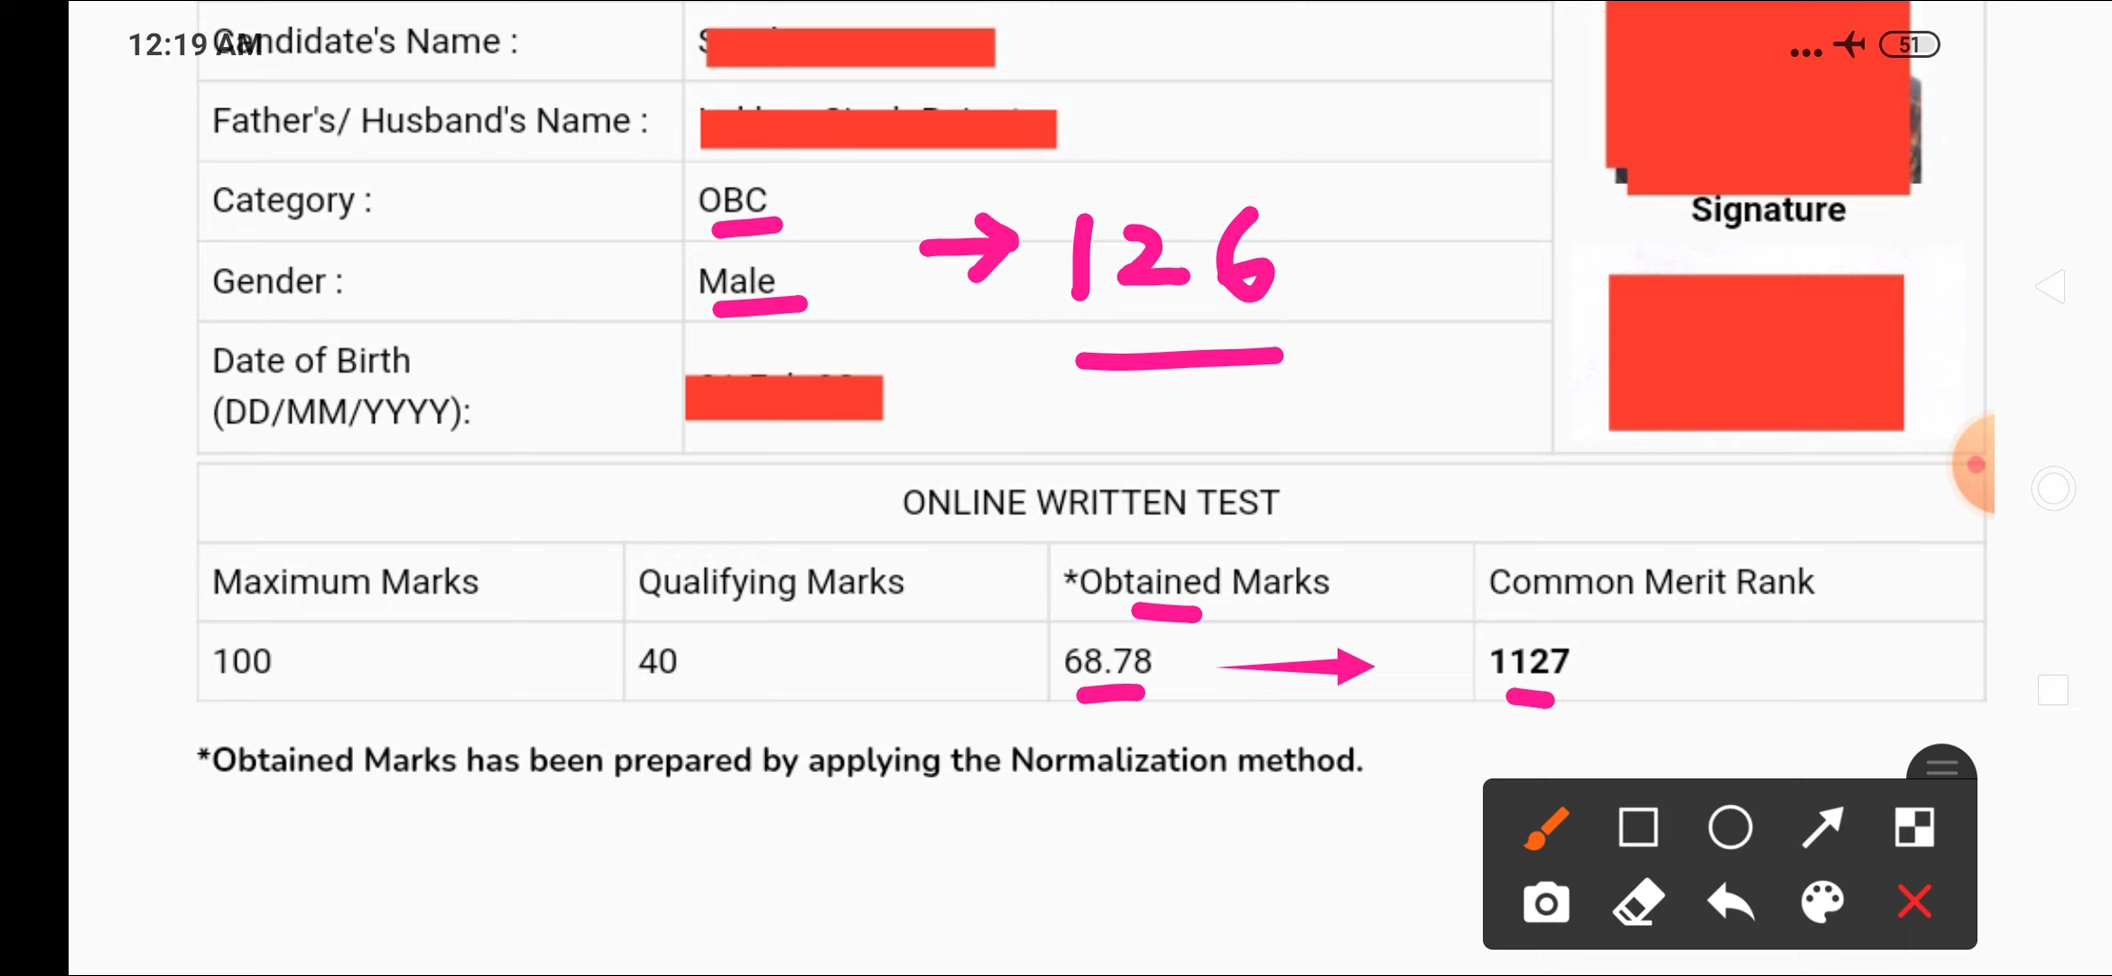 12:19 AM
51
Candidate's Name :
Father's/ Husband's Name :
Category :
OBC
→ 126
Signature
Gender :
Male
Date of Birth
(DD/MM/YYYY):
ONLINE WRITTEN TEST
Maximum Marks
Qualifying Marks
*Obtained Marks
Common Merit Rank
100
40
68.78
1127
*Obtained Marks has been prepared by applying the Normalization method.